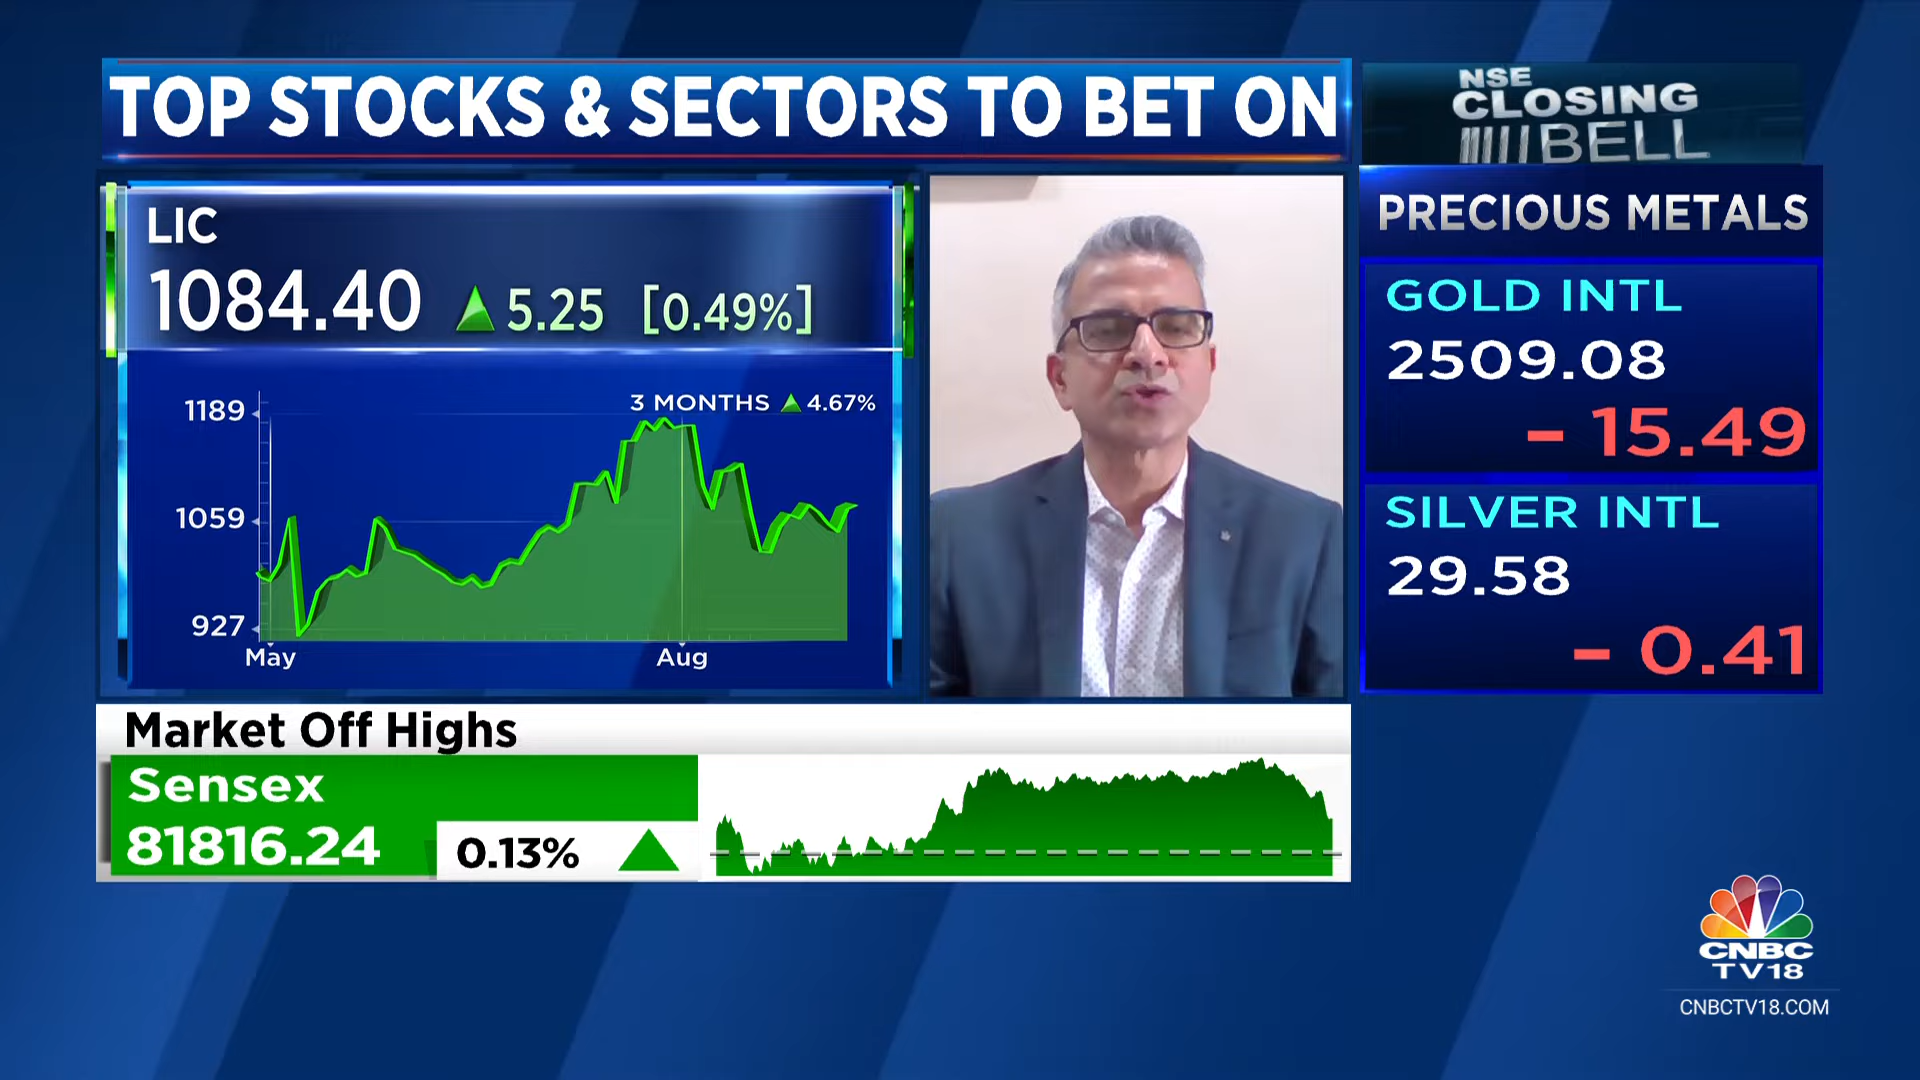 TOP STOCKS & SECTORS TO BET ON
NSE
CLOSING
BELL
LIC
1084.40 ▲ 5.25 [0.49%]
3 MONTHS ▲ 4.67%
1189
1059
927
May Aug
PRECIOUS METALS
GOLD INTL
2509.08
- 15.49
SILVER INTL
29.58
- 0.41
Market Off Highs
Sensex
81816.24 0.13% ▲
CNBC
TV18
CNBCTV18.COM